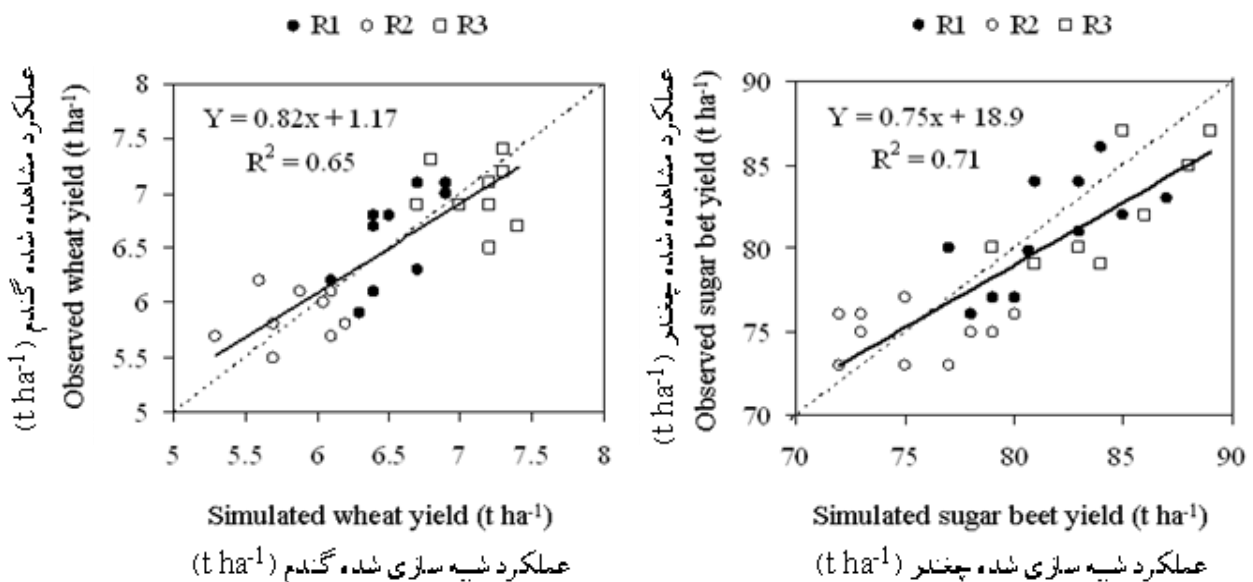 ● R1 ○ R2 □ R3
عملکرد مشاهده شده گندم (t ha-1)
Observed wheat yield (t ha-1)
Y = 0.82x + 1.17
R2 = 0.65
8
7.5
7
6.5
6
5.5
5
5 5.5 6 6.5 7 7.5 8
Simulated wheat yield (t ha-1)
عملکرد شبیه سازی شده گندم (t ha-1)
● R1 ○ R2 □ R3
عملکرد مشاهده شده چغندر (t ha-1)
Observed sugar bet yield (t ha-1)
Y = 0.75x + 18.9
R2 = 0.71
90
85
80
75
70
70 75 80 85 90
Simulated sugar beet yield (t ha-1)
عملکرد شبیه سازی شده چغندر (t ha-1)